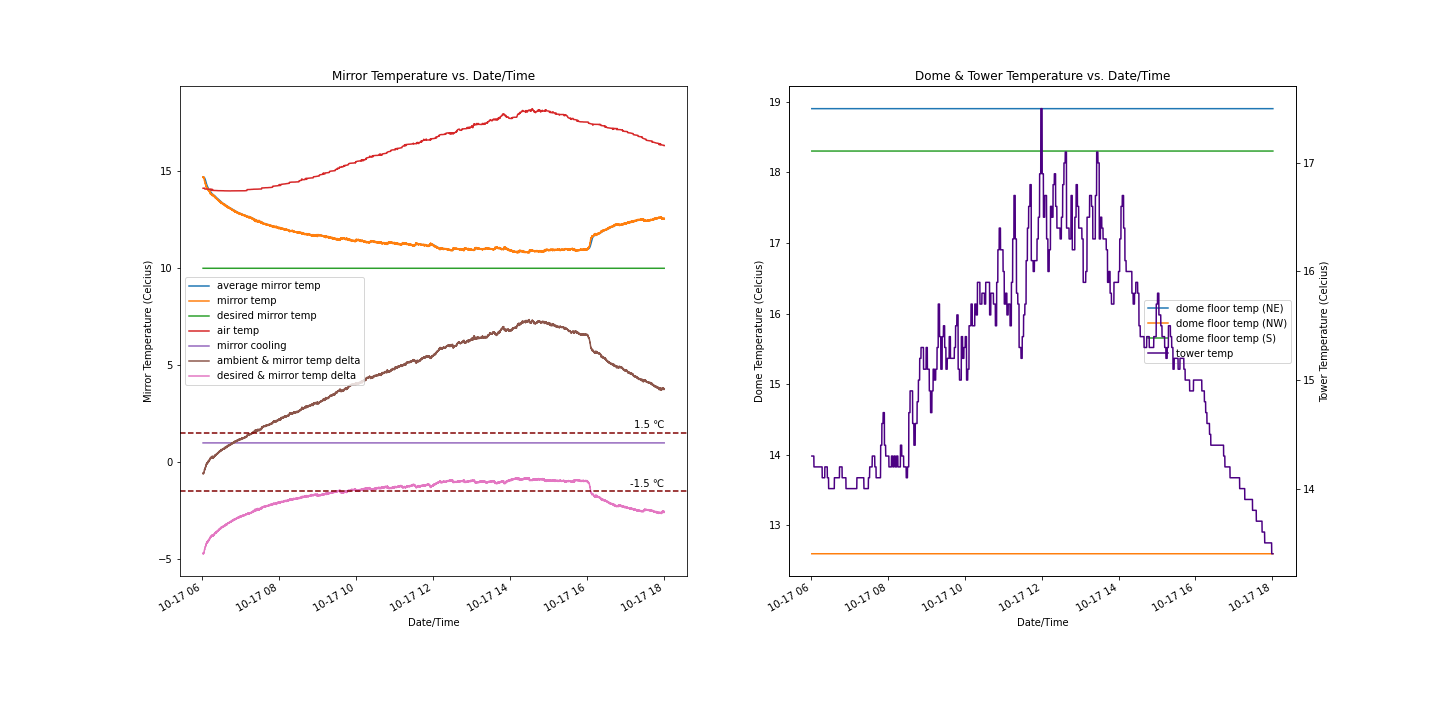 Mirror Temperature vs. Date/Time
Mirror Temperature (Celcius)
15
10
5
0
−5
average mirror temp
mirror temp
desired mirror temp
air temp
mirror cooling
ambient & mirror temp delta
desired & mirror temp delta
1.5 ℃
-1.5 ℃
10-17 06
10-17 08
10-17 10
10-17 12
10-17 14
10-17 16
10-17 18
Date/Time
Dome & Tower Temperature vs. Date/Time
Dome Temperature (Celcius)
19
18
17
16
15
14
13
dome floor temp (NE)
dome floor temp (NW)
dome floor temp (S)
tower temp
17
16
15
14
Tower Temperature (Celcius)
10-17 06
10-17 08
10-17 10
10-17 12
10-17 14
10-17 16
10-17 18
Date/Time